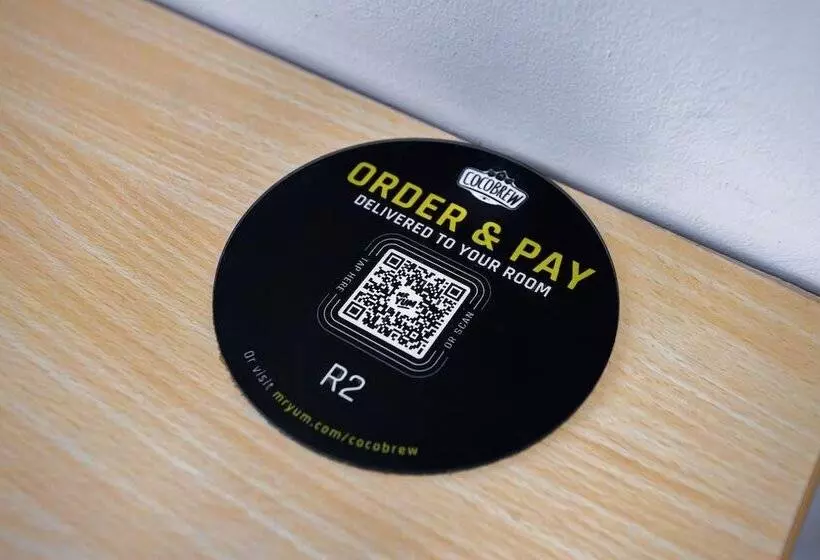 COCOBREW
ORDER & PAY
DELIVERED TO YOUR ROOM
TAP HERE
OR SCAN
R2
Or visit mryum.com/cocobrew